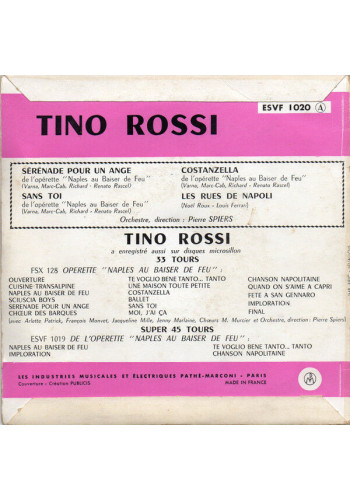 ESVF 1020 A
TINO ROSSI
SÉRÉNADE POUR UN ANGE
de l'opérette "Naples au Baiser de Feu"
(Varna, Marc-Cab, Richard - Renato Rascel)
SANS TOI
de l'opérette "Naples au Baiser de Feu"
(Varna, Marc-Cab, Richard - Renato Rascel)
COSTANZELLA
de l'opérette "Naples au Baiser de Feu"
(Varna, Marc-Cab, Richard - Renato Rascel)
LES RUES DE NAPOLI
(Noël Roux - Louis Ferrari)
Orchestre, direction : Pierre SPIERS
TINO ROSSI
a enregistré aussi sur disques microsillon
33 TOURS
FSX 128 OPERETTE "NAPLES AU BAISER DE FEU" :
OUVERTURE
CUISINE TRANSALPINE
NAPLES AU BAISER DE FEU
SCIUSCIA BOYS
SERENADE POUR UN ANGE
CHŒUR DES BARQUES
TE VOGLIO BENE TANTO... TANTO
UNE MAISON TOUTE PETITE
COSTANZELLA
BALLET
SANS TOI
MOI, J'AI ÇA
CHANSON NAPOLITAINE
QUAND ON S'AIME A CAPRI
FETE A SAN GENNARO
IMPLORATION
FINAL
(avec Arlette Patrick, François Monvet, Jacqueline Mille, Jenny Marlaine, Chœurs M. Murcier et Orchestre, direction : Pierre Spiers)
SUPER 45 TOURS
ESVF 1019 DE L'OPERETTE "NAPLES AU BAISER DE FEU" :
NAPLES AU BAISER DE FEU
IMPLORATION
TE VOGLIO BENE TANTO... TANTO
CHANSON NAPOLITAINE
LES INDUSTRIES MUSICALES ET ÉLECTRIQUES PATHÉ-MARCONI - PARIS
Couverture - Création PUBLICIS
MADE IN FRANCE